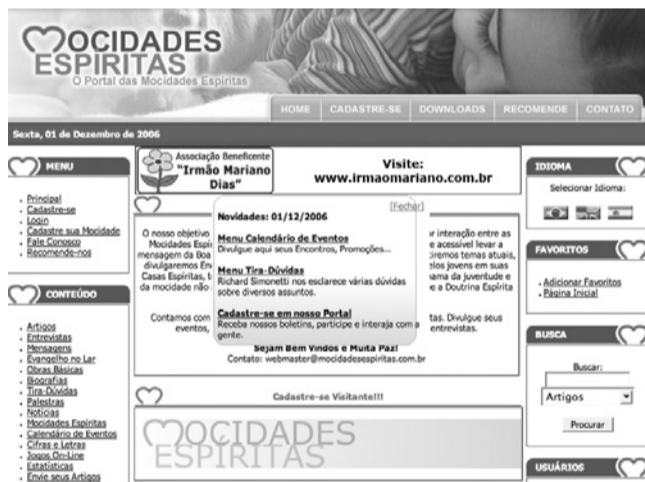 MOCIDADES
ESPIRITAS
O Portal das Mocidades Espiritas
HOME CADASTRE-SE DOWNLOADS RECOMENDE CONTATO
Sexta, 01 de Dezembro de 2006
MENU
Principal
Cadastre-se
Login
Cadastre sua Mocidade
Fale Conosco
Recomende-nos
CONTEÚDO
Artigos
Entrevistas
Mensagens
Evangelho no Lar
Obras Básicas
Biografias
Tira-Dúvidas
Palestras
Notícias
Mocidades Espíritas
Calendário de Eventos
Cifras e Letras
Jogos On-Line
Estatísticas
Envie seus Artigos
Associação Beneficente
"Irmão Mariano
Dias"
Visite:
www.irmaomariano.com.br
[Fechar]
Novidades: 01/12/2006
Menu Calendário de Eventos
Divulgue aqui seus Encontros, Promoções...
Menu Tira-Dúvidas
Richard Simonetti nos esclarece várias dúvidas
sobre diversos assuntos.
Cadastre-se em nosso Portal
Receba nossos boletins, participe e interaja com a
gente.
O nosso objetivo
or interação entre as
Mocidades
e acessível levar a
mensagem da Boa
temas atuais,
divulgaremos
jovens em suas
Casas Espíritas,
da juventude e
da mocidade não
e a Doutrina Espírita
Contamos com
Divulgue seus
eventos,
entrevistas.
Sejam Bem Vindos e Muita Paz!
Contato: webmaster@mocidadesespiritas.com.br
Cadastre-se Visitante!!!
MOCIDADES
ESPÍRITAS
IDIOMA
Selecionar Idioma:
FAVORITOS
Adicionar Favoritos
Página Inicial
BUSCA
Buscar:
Artigos
Procurar
USUÁRIOS